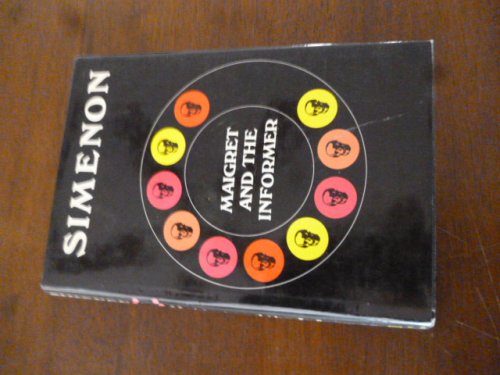 SIMENON
MAIGRET
AND THE
INFORMER